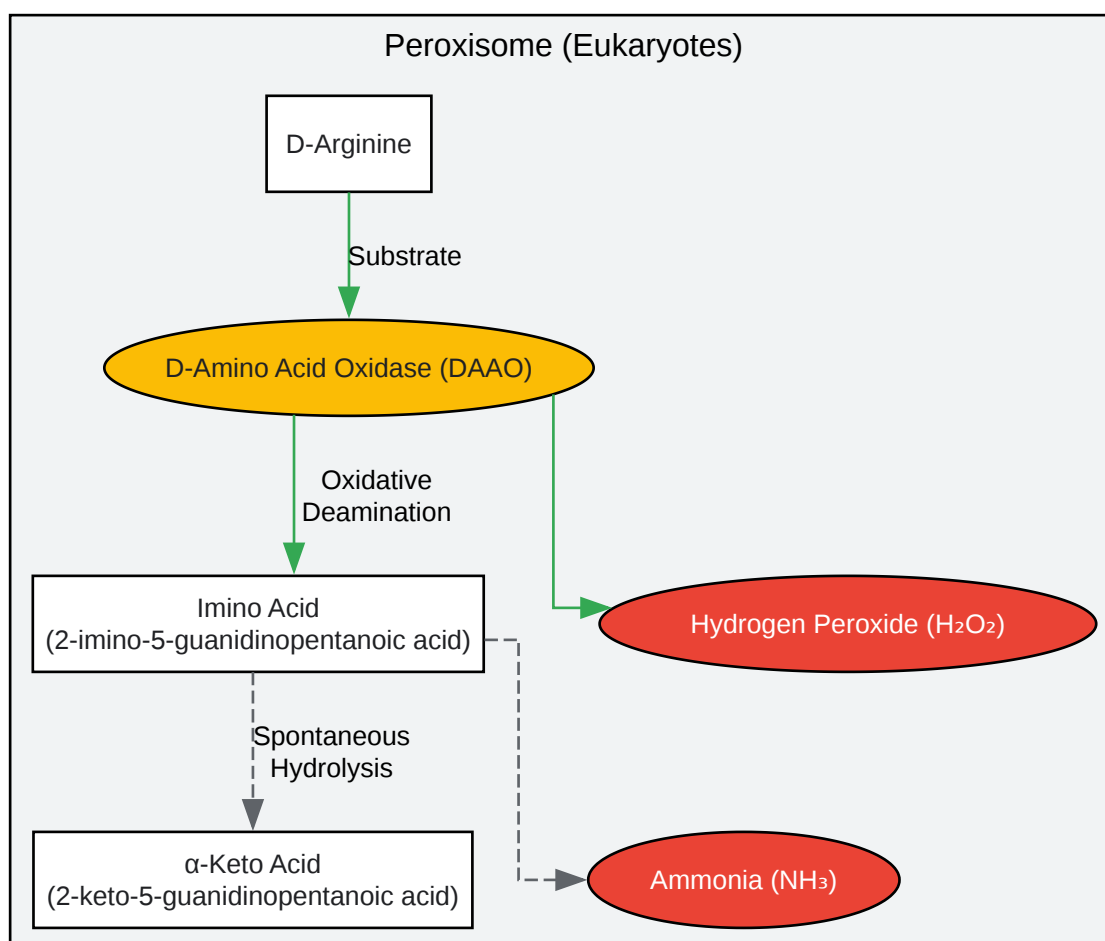 Peroxisome (Eukaryotes)
D-Arginine
Substrate
D-Amino Acid Oxidase (DAAO)
Oxidative
Deamination
Imino Acid
(2-imino-5-guanidinopentanoic acid)
Hydrogen Peroxide (H₂O₂)
Spontaneous
Hydrolysis
α-Keto Acid
(2-keto-5-guanidinopentanoic acid)
Ammonia (NH₃)